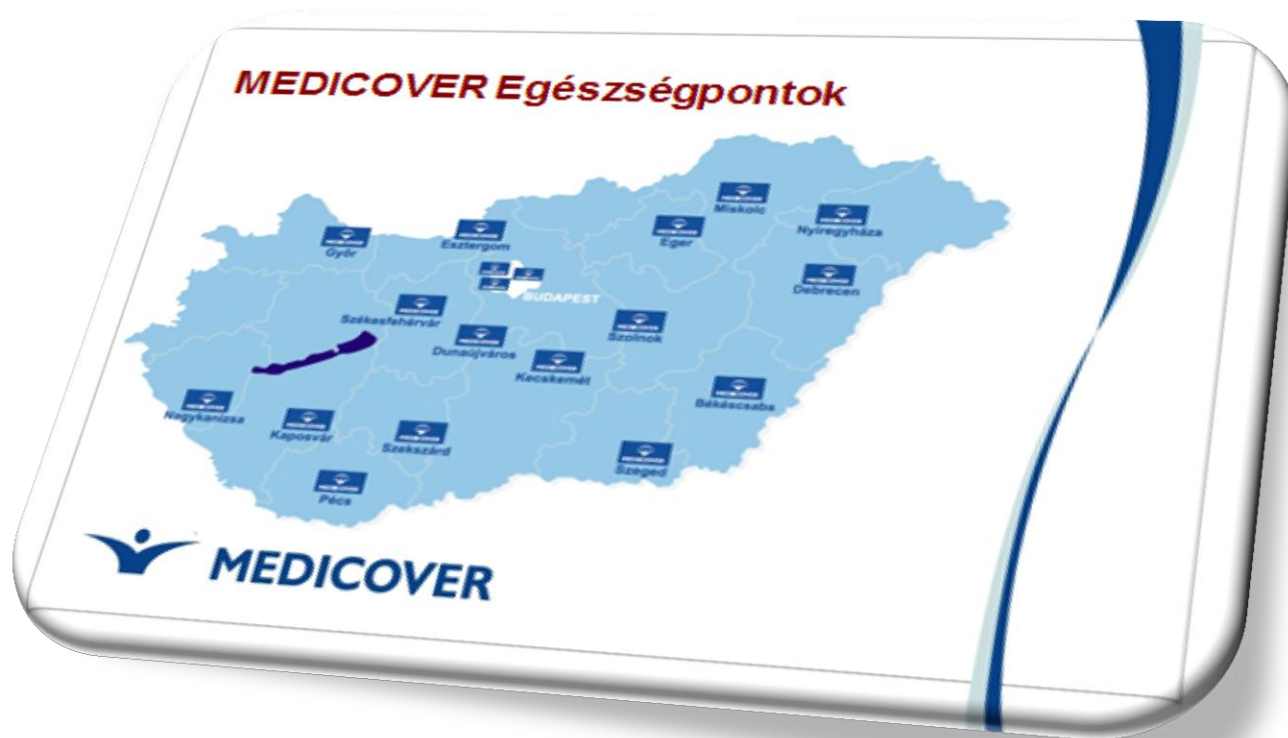 MEDICOVER Egészségpontok
Miskolc
Nyíregyháza
Eger
Esztergom
Győr
Debrecen
BUDAPEST
Székesfehérvár
Szolnok
Dunaújváros
Kecskemét
Békéscsaba
Nagykanizsa
Kaposvár
Szekszárd
Szeged
Pécs
MEDICOVER